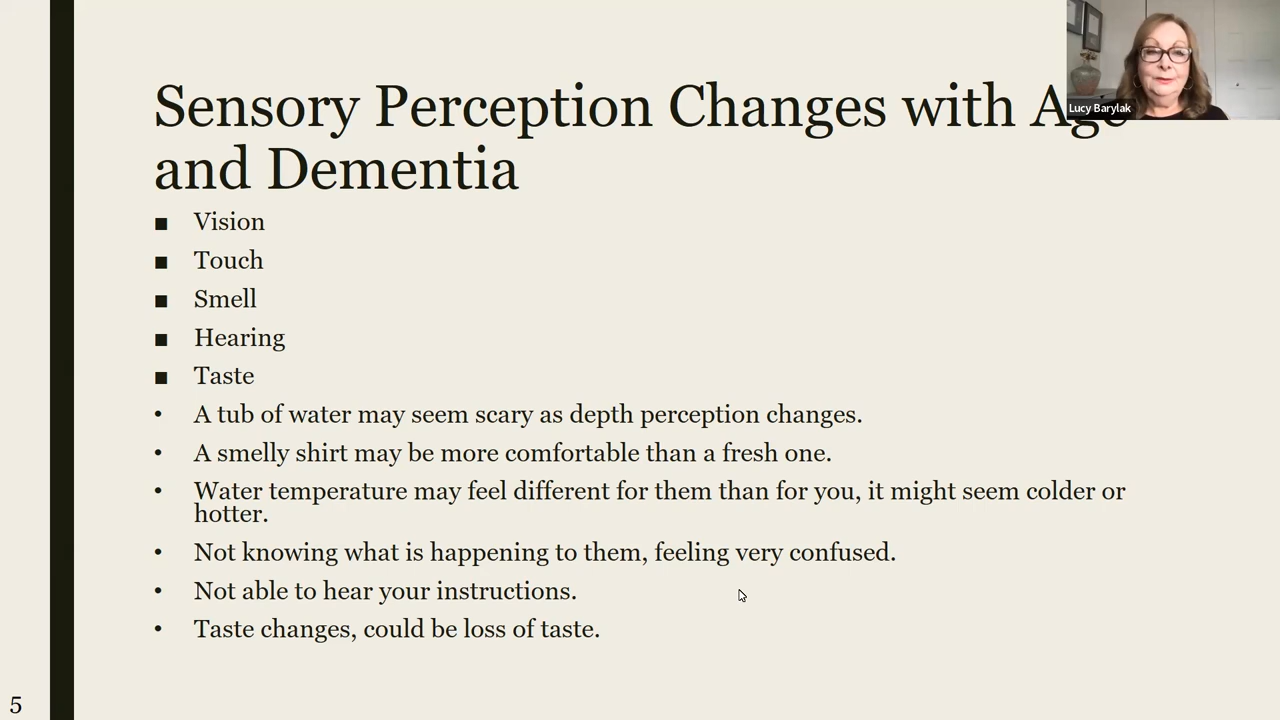 Lucy Barylak
Sensory Perception Changes with Age
and Dementia
■ Vision
■ Touch
■ Smell
■ Hearing
■ Taste
• A tub of water may seem scary as depth perception changes.
• A smelly shirt may be more comfortable than a fresh one.
• Water temperature may feel different for them than for you, it might seem colder or
hotter.
• Not knowing what is happening to them, feeling very confused.
• Not able to hear your instructions.
• Taste changes, could be loss of taste.
5